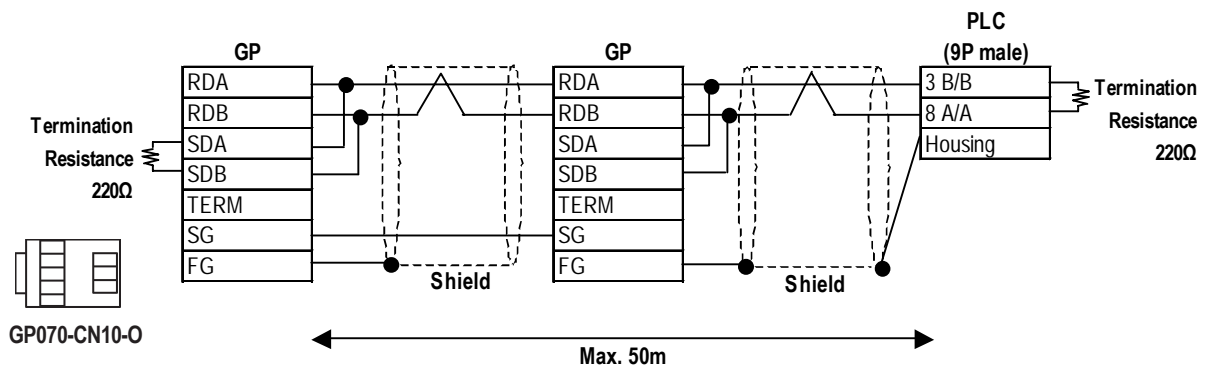 PLC
(9P male)
GP
GP
RDA
RDB
SDA
SDB
TERM
SG
FG
RDA
RDB
SDA
SDB
TERM
SG
FG
3 B/B
8 A/A
Housing
Termination
Resistance
220Ω
Termination
Resistance
220Ω
Shield
Shield
GP070-CN10-O
Max. 50m